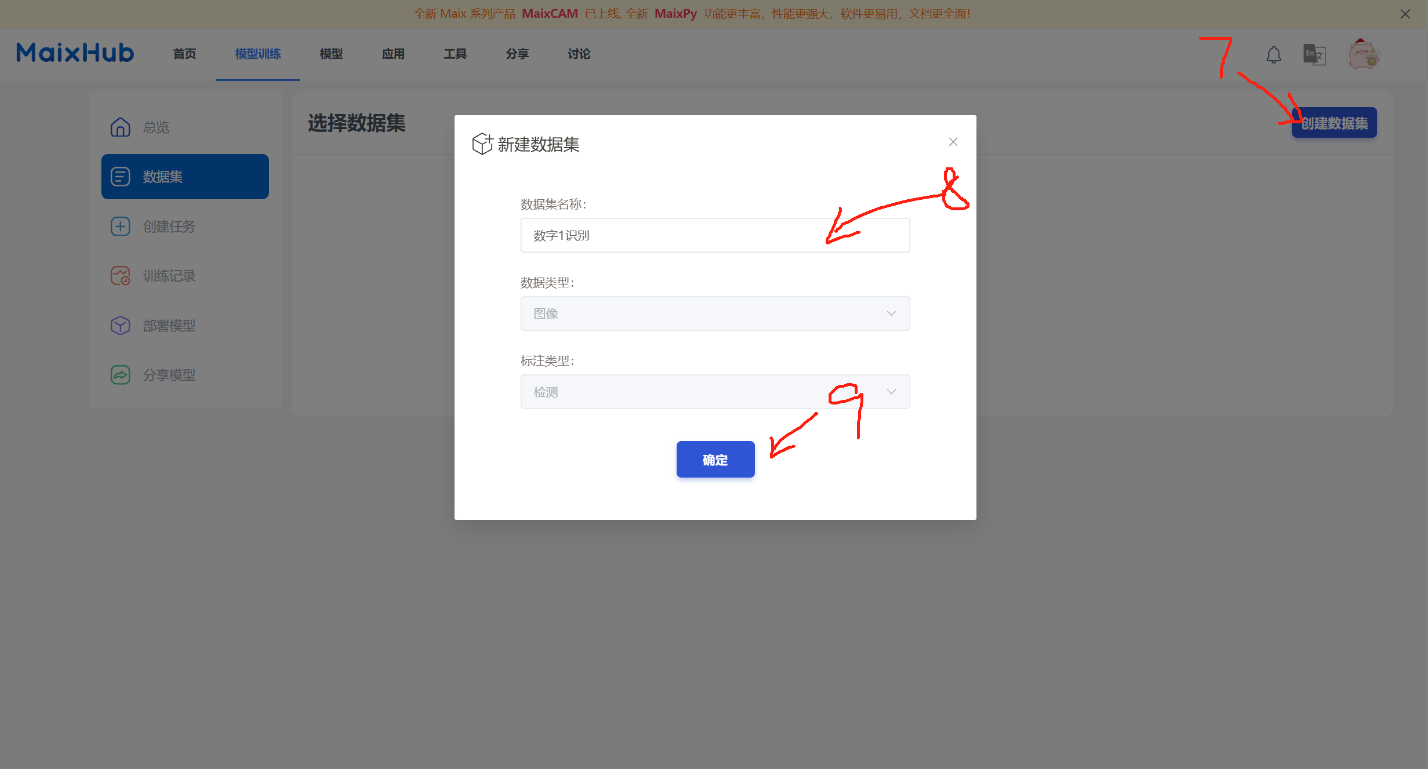 全新 Maix 系列产品 MaixCAM 已上线, 全新 MaixPy 功能更丰富，性能更强大，软件更易用，文档更全面！
MaixHub 首页 模型训练 模型 应用 工具 分享 讨论
7
总览
选择数据集
创建数据集
新建数据集
数据集
8
数据集名称:
数字1识别
创建任务
训练记录
数据类型:
图像
部署模型
标注类型:
分享模型
检测
9
确定